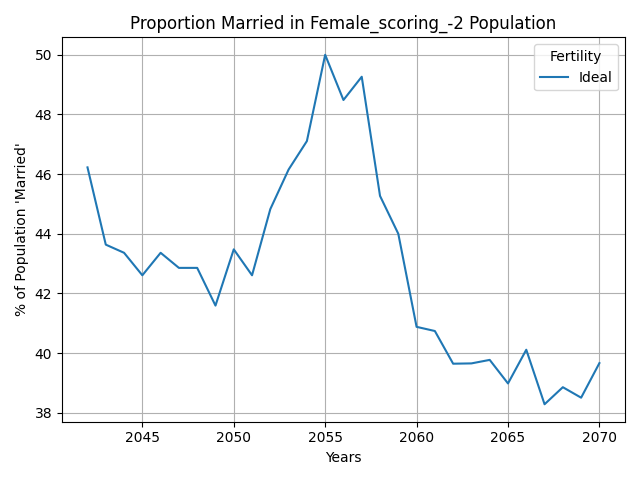 Proportion Married in Female_scoring_-2 Population
Fertility
Ideal
% of Population 'Married'
50
48
46
44
42
40
38
2045 2050 2055 2060 2065 2070
Years